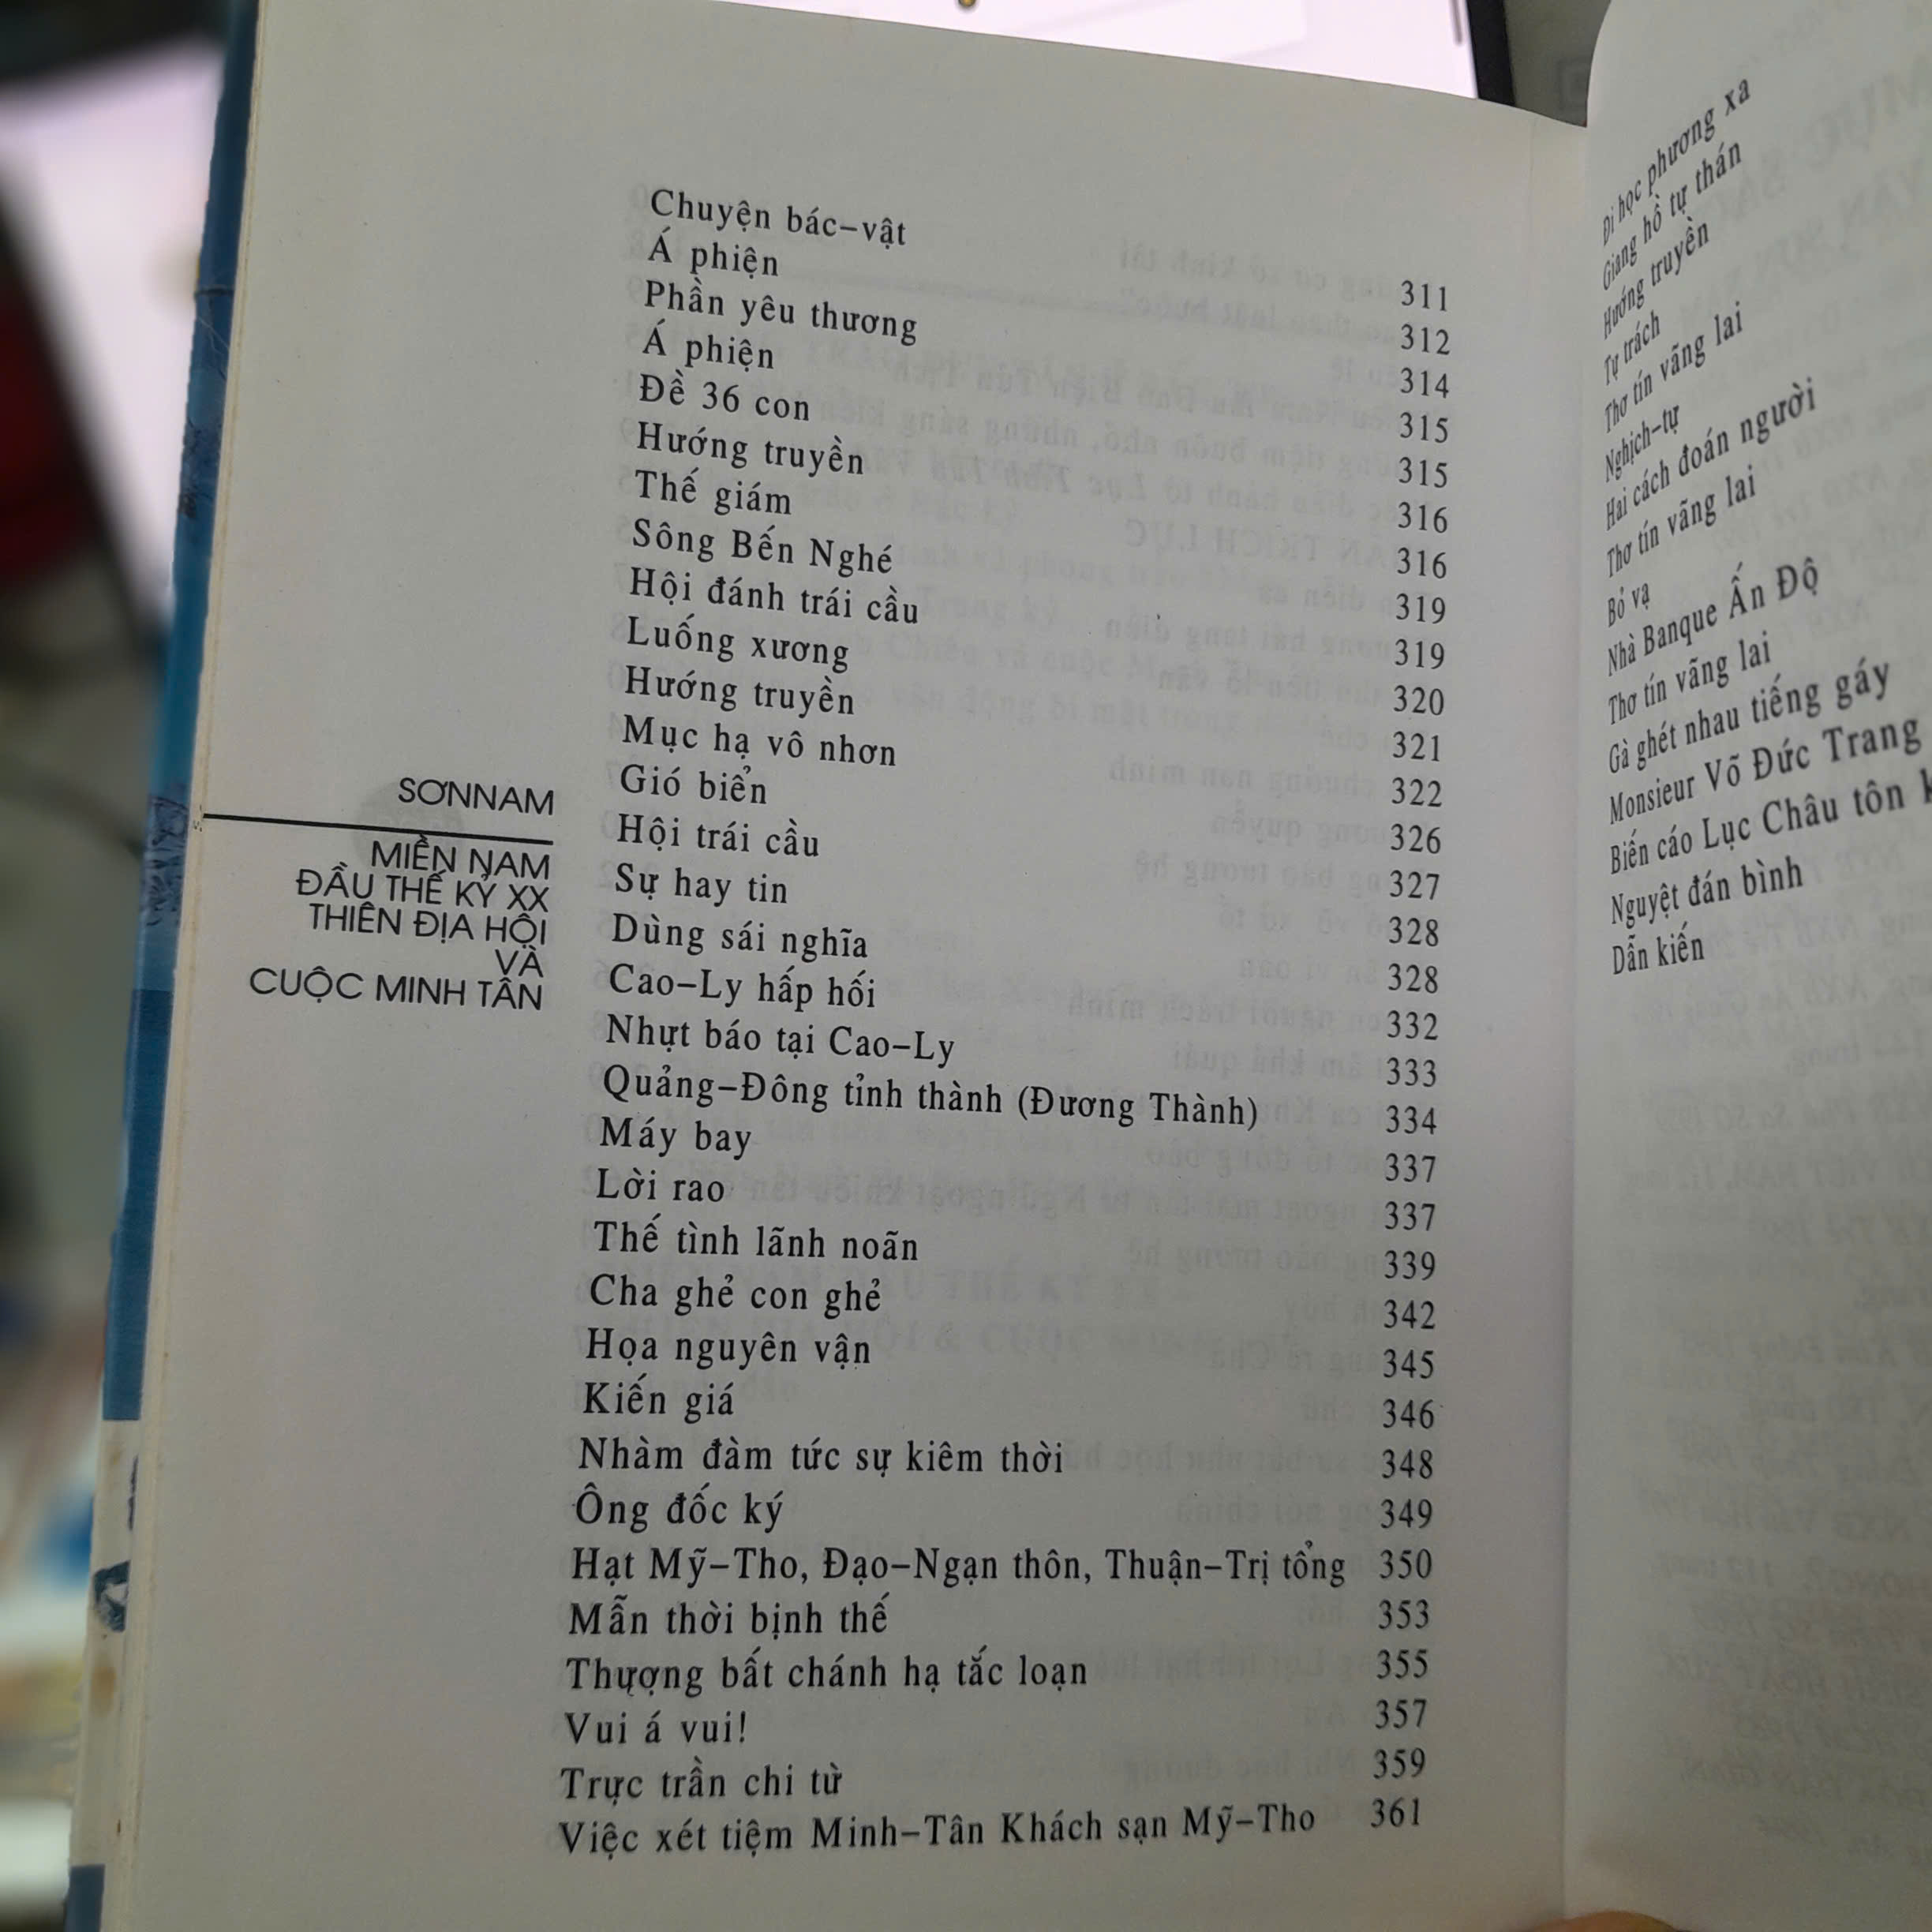 Chuyện bác–vật 311
Á phiện 312
Phần yêu thương 314
Á phiện 315
Đề 36 con 315
Hướng truyền 316
Thế giám 316
Sông Bến Nghé 319
Hội đánh trái cầu 319
Luống xương 320
Hướng truyền 321
Mục hạ vô nhơn 322
Gió biển 326
Hội trái cầu 327
Sự hay tin 328
Dùng sái nghĩa 328
Cao–Ly hấp hối 332
Nhựt báo tại Cao–Ly 333
Quảng–Đông tỉnh thành (Đương Thành) 334
Máy bay 337
Lời rao 337
Thế tình lãnh noãn 339
Cha ghẻ con ghẻ 342
Họa nguyên vận 345
Kiến giá 346
Nhàm đàm tức sự kiêm thời 348
Ông đốc ký 349
Hạt Mỹ–Tho, Đạo–Ngạn thôn, Thuận–Trị tổng 350
Mẫn thời bịnh thế 353
Thượng bất chánh hạ tắc loạn 355
Vui á vui! 357
Trực trần chi từ 359
Việc xét tiệm Minh–Tân Khách sạn Mỹ–Tho 361
SƠNNAM
MIỀN NAM
ĐẦU THẾ KỶ XX
THIÊN ĐỊA HỘI
VÀ
CUỘC MINH TÂN
Đi học phương xa
Giang hồ tự thán
Hướng truyền
Tự trách
Thơ tín vãng lai
Nghịch–tự
Hai cách đoán người
Thơ tín vãng lai
Bỏ vạ
Nhà Banque Ấn Độ
Thơ tín vãng lai
Gà ghét nhau tiếng gáy
Monsieur Võ Đức Trang
Biến cáo Lục Châu tôn
Nguyệt đán bình
Dẫn kiến